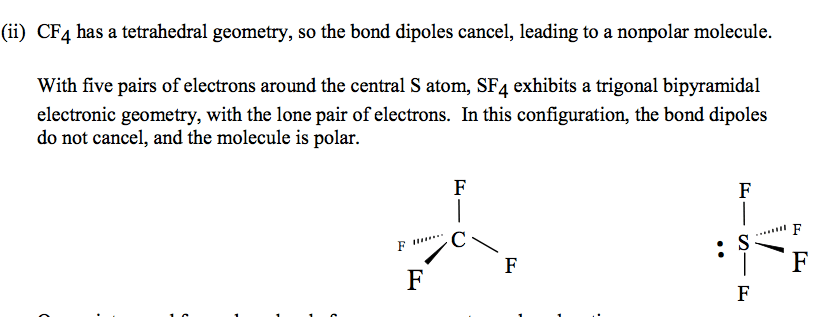 (ii) CF4 has a tetrahedral geometry, so the bond dipoles cancel, leading to a nonpolar molecule.
With five pairs of electrons around the central S atom, SF4 exhibits a trigonal bipyramidal
electronic geometry, with the lone pair of electrons. In this configuration, the bond dipoles
do not cancel, and the molecule is polar.
F
F C
F F
F
: S F
F
F